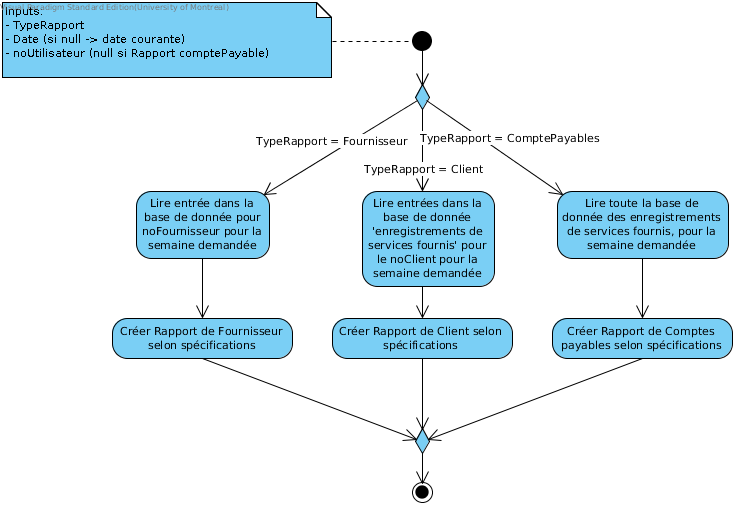 Visual Paradigm Standard Edition(University of Montreal)
Inputs:
- TypeRapport
- Date (si null -> date courante)
- noUtilisateur (null si Rapport comptePayable)
TypeRapport = Fournisseur
TypeRapport = ComptePayables
TypeRapport = Client
Lire entrée dans la
base de donnée pour
noFournisseur pour la
semaine demandée
Lire entrées dans la
base de donnée
'enregistrements de
services fournis' pour
le noClient pour la
semaine demandée
Lire toute la base de
donnée des enregistrements
de services fournis, pour la
semaine demandée
Créer Rapport de Fournisseur
selon spécifications
Créer Rapport de Client selon
spécifications
Créer Rapport de Comptes
payables selon spécifications